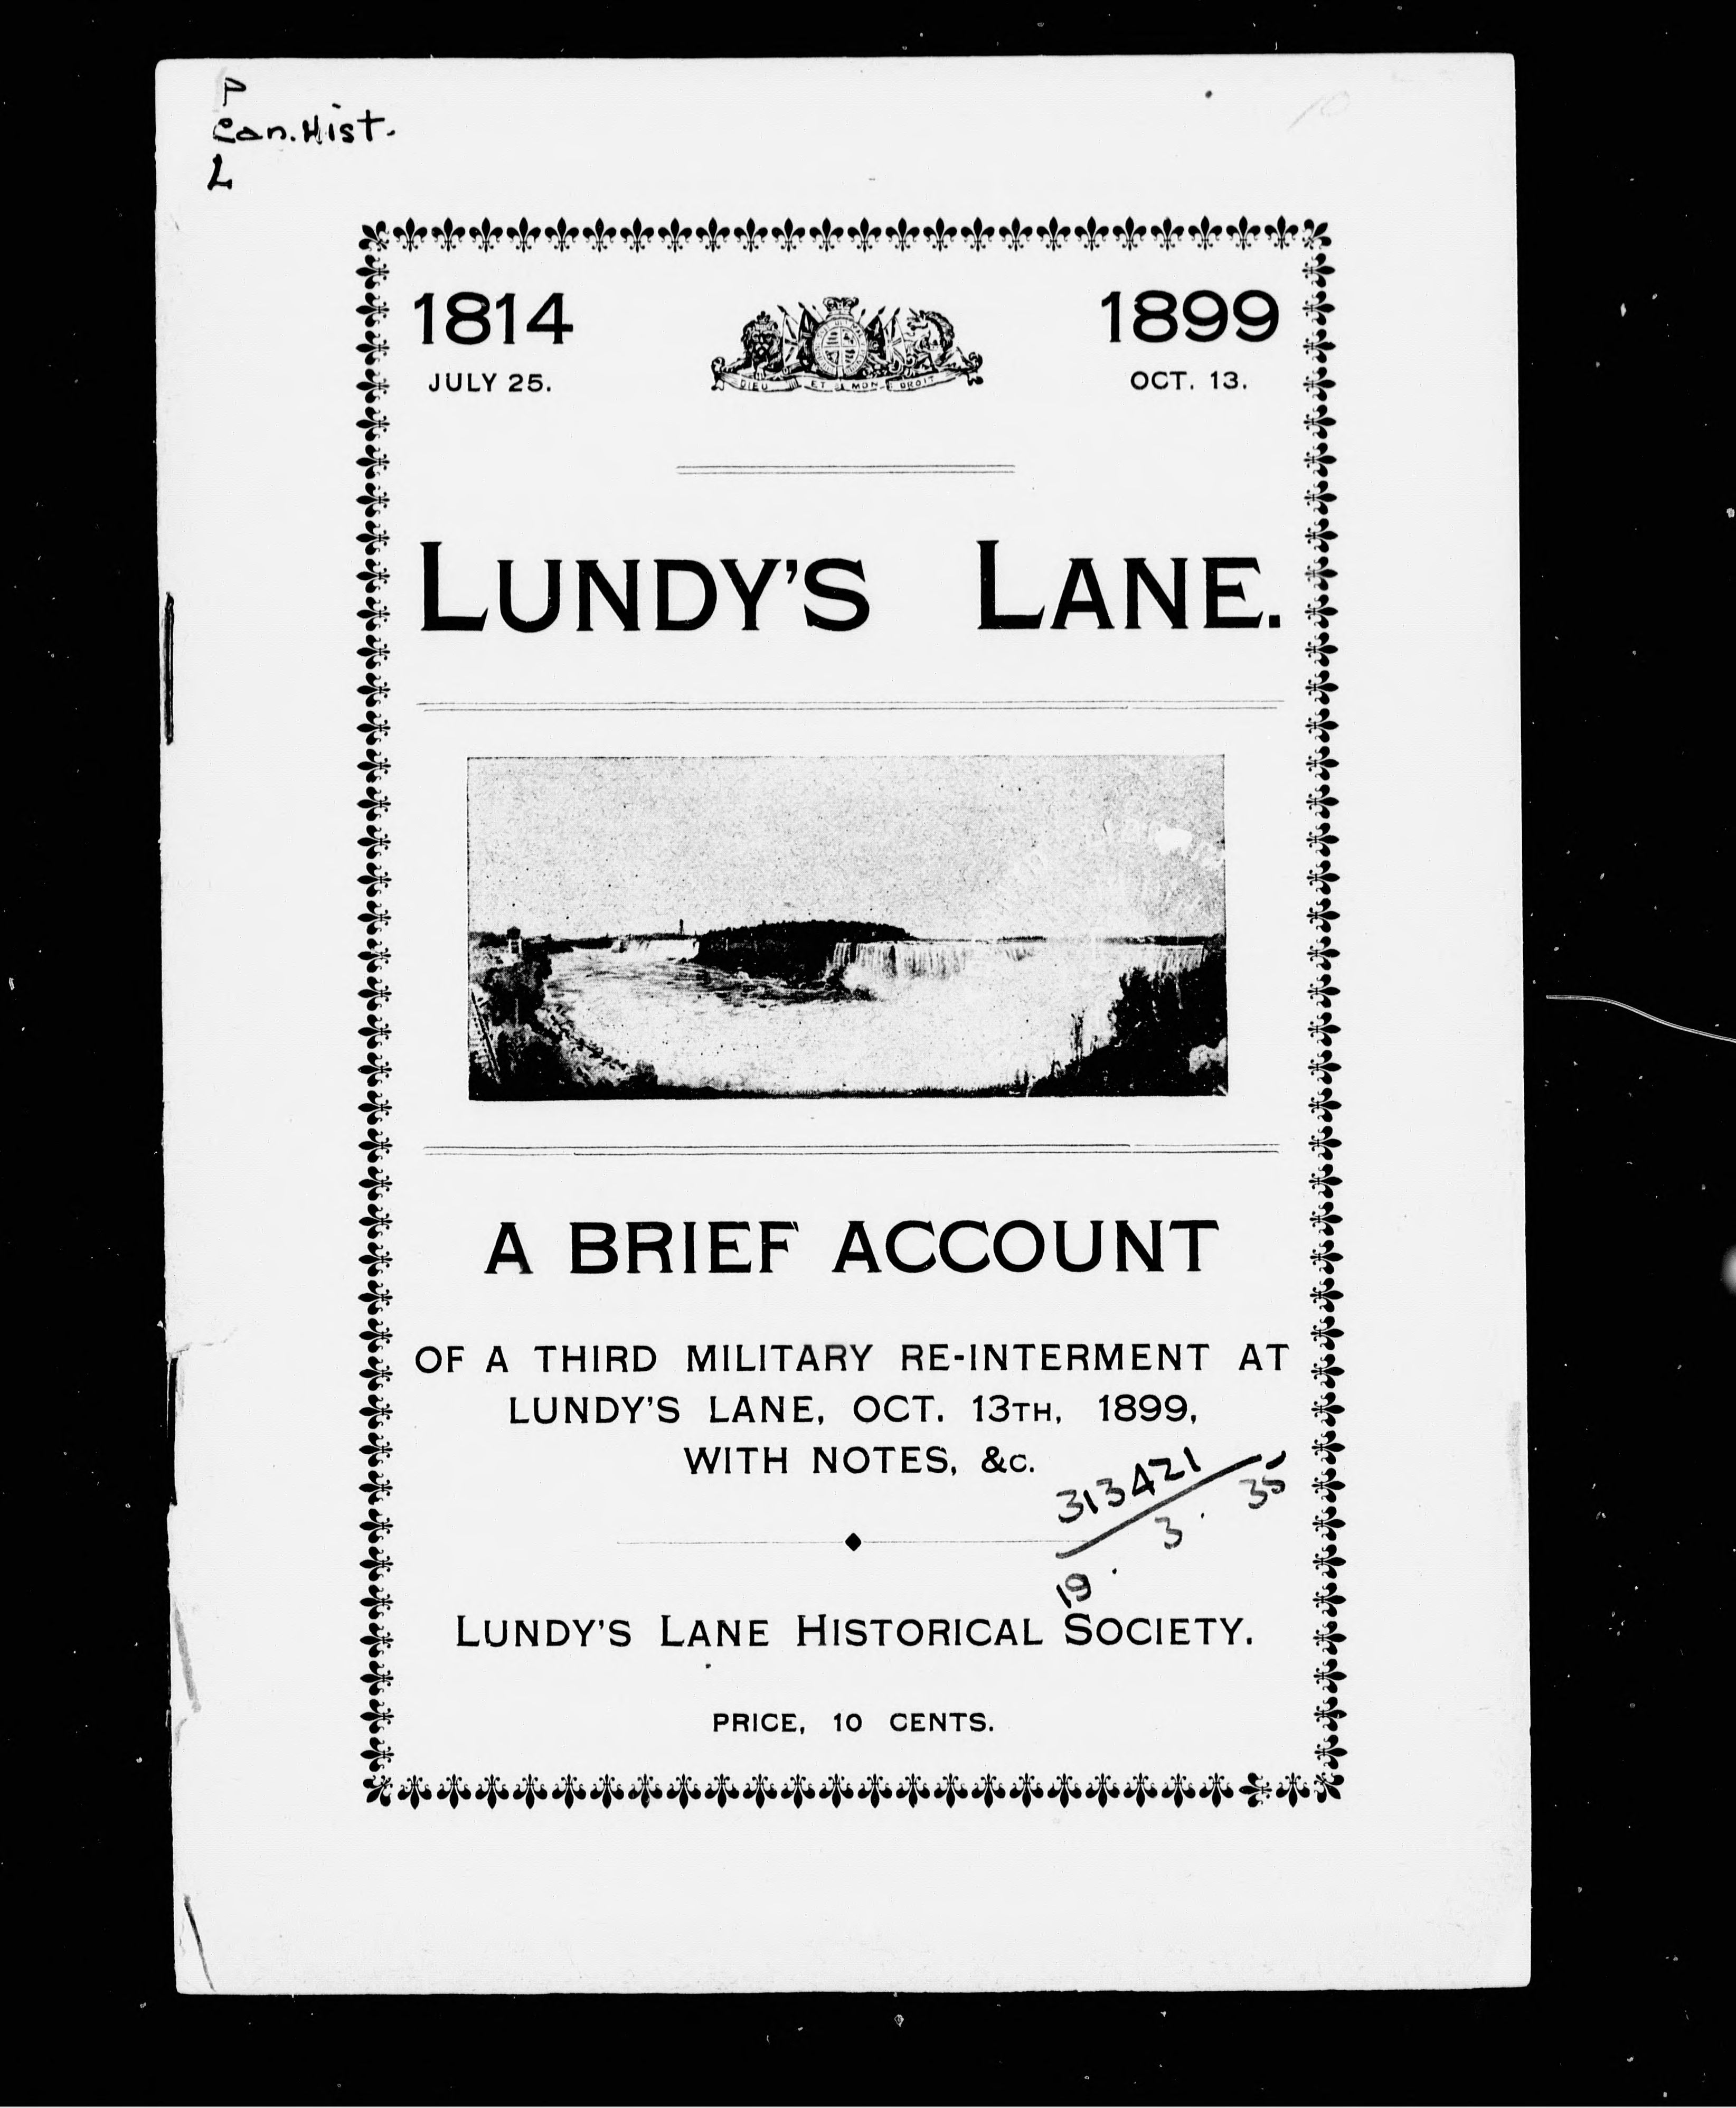 P
Can. Hist.
L
1814 1899
JULY 25. OCT. 13.
DIEU ET MON DROIT
LUNDY'S LANE.
A BRIEF ACCOUNT
OF A THIRD MILITARY RE-INTERMENT AT
LUNDY'S LANE, OCT. 13TH, 1899,
WITH NOTES, &c.
313421
19. 3. 35
LUNDY'S LANE HISTORICAL SOCIETY.
PRICE, 10 CENTS.